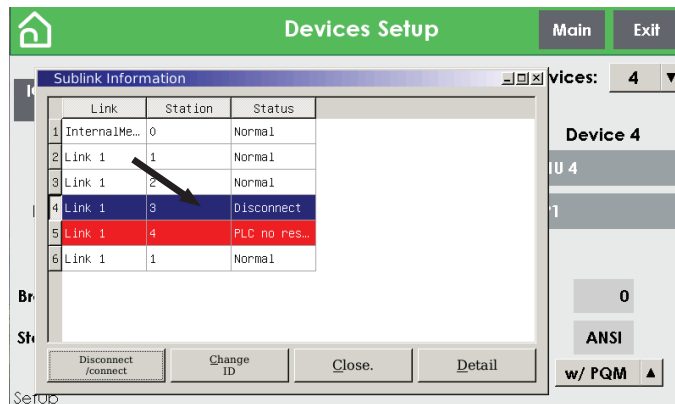 Devices Setup
Main
Exit
Sublink Information
vices:
4
Link Station Status
1 InternalMe... 0 Normal
2 Link 1 1 Normal
3 Link 1 2 Normal
4 Link 1 3 Disconnect
5 Link 1 4 PLC no res...
6 Link 1 1 Normal
Device 4
IU 4
P1
Br
0
St
ANSI
Disconnect
/connect
Change
ID
Close.
Detail
w/ PQM
Setup